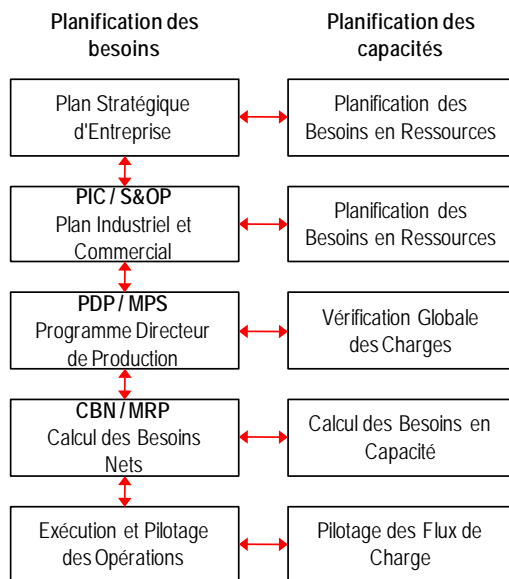 Planification des
besoins
Planification des
capacités
Plan Stratégique
d'Entreprise
Planification des
Besoins en Ressources
PIC / S&OP
Plan Industriel et
Commercial
Planification des
Besoins en Ressources
PDP / MPS
Programme Directeur
de Production
Vérification Globale
des Charges
CBN / MRP
Calcul des Besoins
Nets
Calcul des Besoins en
Capacité
Exécution et Pilotage
des Opérations
Pilotage des Flux de
Charge